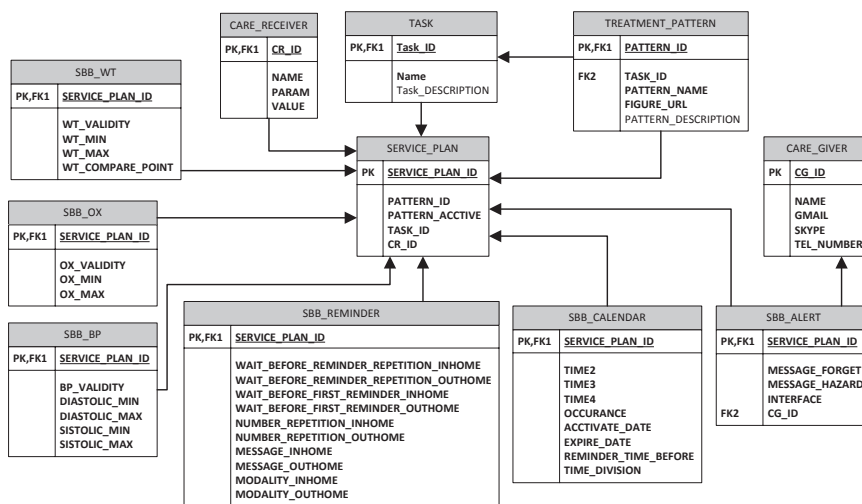 CARE_RECEIVER
PK,FK1 CR_ID
NAME
PARAM
VALUE
TASK
PK,FK1 Task_ID
Name
Task_DESCRIPTION
TREATMENT_PATTERN
PK,FK1 PATTERN_ID
FK2 TASK_ID
PATTERN_NAME
FIGURE_URL
PATTERN_DESCRIPTION
SBB_WT
PK,FK1 SERVICE_PLAN_ID
WT_VALIDITY
WT_MIN
WT_MAX
WT_COMPARE_POINT
SERVICE_PLAN
PK SERVICE_PLAN_ID
PATTERN_ID
PATTERN_ACCTIVE
TASK_ID
CR_ID
CARE_GIVER
PK CG_ID
NAME
GMAIL
SKYPE
TEL_NUMBER
SBB_OX
PK,FK1 SERVICE_PLAN_ID
OX_VALIDITY
OX_MIN
OX_MAX
SBB_BP
PK,FK1 SERVICE_PLAN_ID
BP_VALIDITY
DIASTOLIC_MIN
DIASTOLIC_MAX
SISTOLIC_MIN
SISTOLIC_MAX
SBB_REMINDER
PK,FK1 SERVICE_PLAN_ID
WAIT_BEFORE_REMINDER_REPETITION_INHOME
WAIT_BEFORE_REMINDER_REPETITION_OUTHOME
WAIT_BEFORE_FIRST_REMINDER_INHOME
WAIT_BEFORE_FIRST_REMINDER_OUTHOME
NUMBER_REPETITION_INHOME
NUMBER_REPETITION_OUTHOME
MESSAGE_INHOME
MESSAGE_OUTHOME
MODALITY_INHOME
MODALITY_OUTHOME
SBB_CALENDAR
PK,FK1 SERVICE_PLAN_ID
TIME2
TIME3
TIME4
OCCURANCE
ACCTIVATE_DATE
EXPIRE_DATE
REMINDER_TIME_BEFORE
TIME_DIVISION
SBB_ALERT
PK,FK1 SERVICE_PLAN_ID
MESSAGE_FORGET
MESSAGE_HAZARD
INTERFACE
FK2 CG_ID